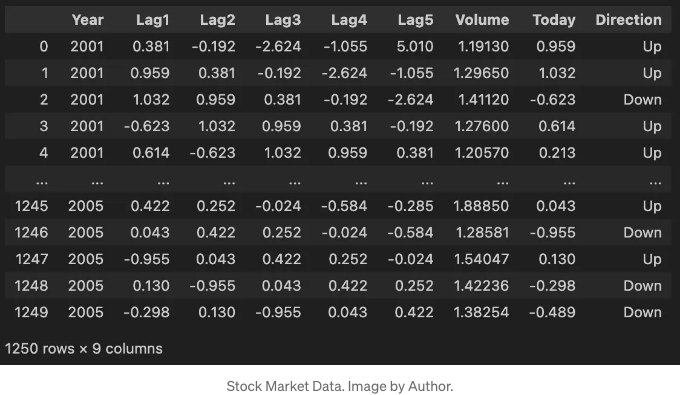 Year Lag1 Lag2 Lag3 Lag4 Lag5 Volume Today Direction
0 2001 0.381 -0.192 -2.624 -1.055 5.010 1.19130 0.959 Up
1 2001 0.959 0.381 -0.192 -2.624 -1.055 1.29650 1.032 Up
2 2001 1.032 0.959 0.381 -0.192 -2.624 1.41120 -0.623 Down
3 2001 -0.623 1.032 0.959 0.381 -0.192 1.27600 0.614 Up
4 2001 0.614 -0.623 1.032 0.959 0.381 1.20570 0.213 Up
... ... ... ... ... ... ... ... ... ...
1245 2005 0.422 0.252 -0.024 -0.584 -0.285 1.88850 0.043 Up
1246 2005 0.043 0.422 0.252 -0.024 -0.584 1.28581 -0.955 Down
1247 2005 -0.955 0.043 0.422 0.252 -0.024 1.54047 0.130 Up
1248 2005 0.130 -0.955 0.043 0.422 0.252 1.42236 -0.298 Down
1249 2005 -0.298 0.130 -0.955 0.043 0.422 1.38254 -0.489 Down
1250 rows × 9 columns
Stock Market Data. Image by Author.